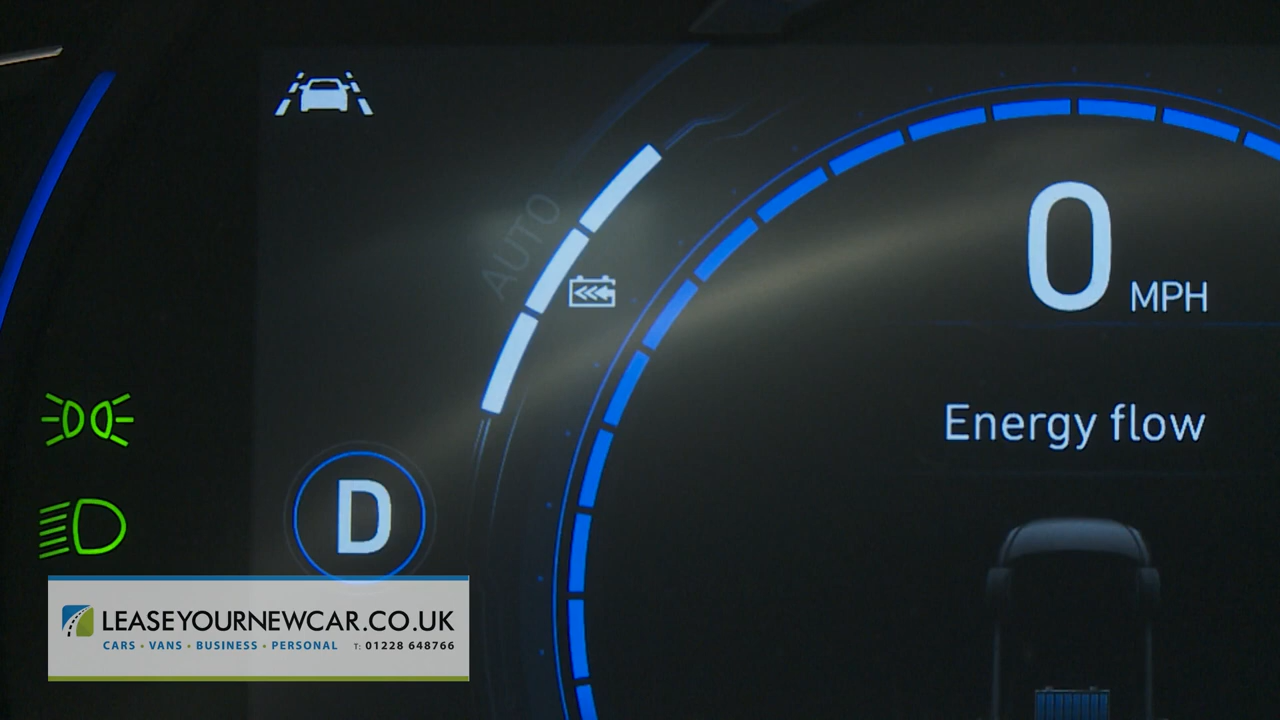 AUTO
0 MPH
Energy flow
D
LEASEYOURNEWCAR.CO.UK
CARS • VANS • BUSINESS • PERSONAL T: 01228 648766